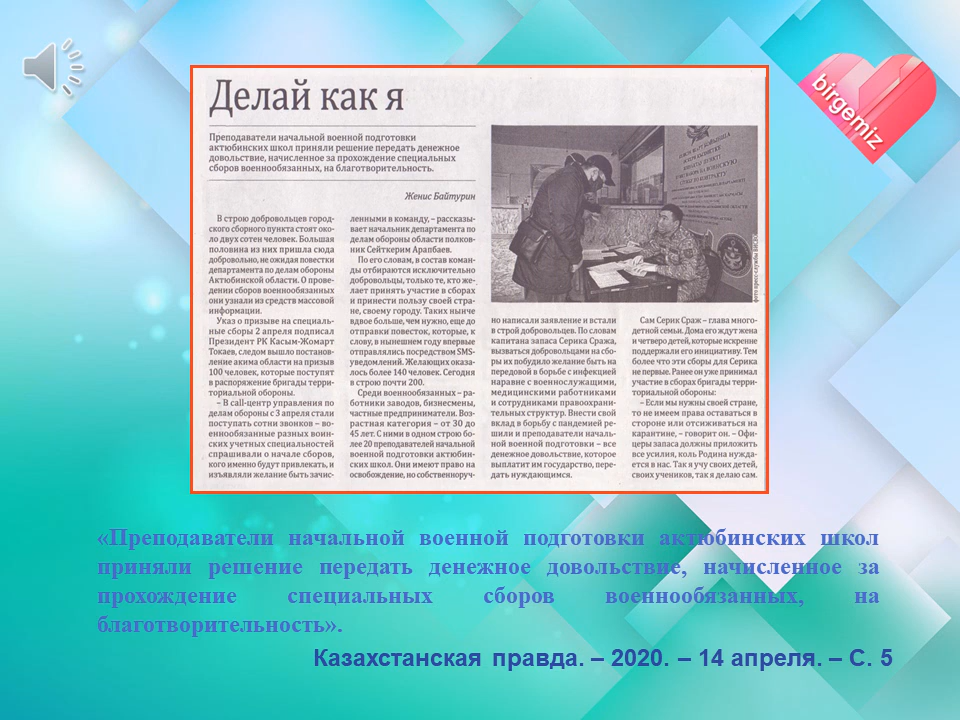 birgemiz
Делай как я
Преподаватели начальной военной подготовки
актюбинских школ приняли решение передать денежное
довольствие, начисленное за прохождение специальных
сборов военнообязанных, на благотворительность.
Женис Байтурин
В строю добровольцев город-
ского сборного пункта стоят око-
ло двух сотен человек. Большая
половина из них пришла сюда
добровольно, не ожидая повестки
департамента по делам обороны
Актюбинской области. О прове-
дении сборов военнообязанных
они узнали из средств массовой
информации.
Указ о призыве на специаль-
ные сборы 2 апреля подписал
Президент РК Касым-Жомарт
Токаев, следом вышло постанов-
ление акима области на призыв
100 человек, которые поступят
в распоряжение бригады терри-
ториальной обороны.
– В call-центр управления по
делам обороны с 3 апреля стали
поступать сотни звонков – во-
еннообязанные разных воин-
ских учетных специальностей
спрашивали о начале сборов,
кого именно будут привлекать, и
изъявляли желание быть зачис-
ленными в команду, – рассказы-
вает начальник департамента по
делам обороны области полков-
ник Сейткерим Арапбаев.
По его словам, в состав коман-
ды отбираются исключительно
добровольцы, только те, кто же-
лает принять участие в сборах
и принести пользу своей стра-
не, своему городу. Таких нынче
вдвое больше, чем нужно, еще до
отправки повесток, которые, к
слову, в нынешнем году впервые
отправлялись посредством SMS-
уведомлений. Желающих оказа-
лось более 140 человек. Сегодня
в строю почти 200.
Среди военнообязанных – ра-
ботники заводов, бизнесмены,
частные предприниматели. Воз-
растная категория – от 30 до
45 лет. С ними в одном строю бо-
лее 20 преподавателей начальной
военной подготовки актюбин-
ских школ. Они имеют право на
освобождение, но собственноруч-
но написали заявление и встали
в строй добровольцев. По словам
капитана запаса Серика Сража,
вызваться добровольцами на сбо-
ры их побудило желание быть на
передовой в борьбе с инфекцией
наравне с военнослужащими,
медицинскими работниками
и сотрудниками правоохрани-
тельных структур. Внести свой
вклад в борьбу с пандемией ре-
шили и преподаватели началь-
ной военной подготовки – все
денежное довольствие, которое
выплатит им государство, пере-
дать нуждающимся.
Сам Серик Сраж – глава много-
детной семьи. Дома его ждут жена
и четверо детей, которые искренне
поддержали его инициативу. Тем
более что эти сборы для Серика
не первые. Ранее он уже принимал
участие в сборах бригады терри-
ториальной обороны:
– Если мы нужны своей стране,
то не имеем права оставаться в
стороне или отсиживаться на
карантине, – говорит он. – Офи-
церы запаса должны приложить
все усилия, коль Родина нужда-
ется в нас. Так я учу своих детей,
своих учеников, так я делаю сам.
«Преподаватели начальной военной подготовки актюбинских школ
приняли решение передать денежное довольствие, начисленное за
прохождение специальных сборов военнообязанных, на
благотворительность».
Казахстанская правда. – 2020. – 14 апреля. – С. 5